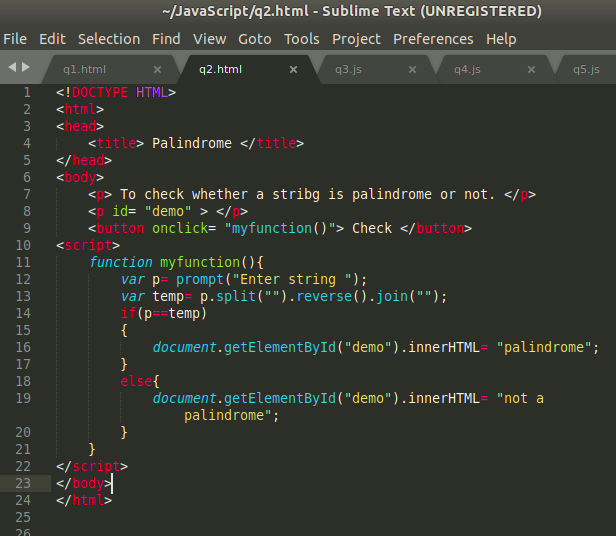 ~/JavaScript/q2.html - Sublime Text (UNREGISTERED)
File Edit Selection Find View Goto Tools Project Preferences Help
q1.html × q2.html × q3.js × q4.js × q5.js
1 <!DOCTYPE HTML>
2 <html>
3 <head>
4     <title> Palindrome </title>
5 </head>
6 <body>
7     <p> To check whether a stribg is palindrome or not. </p>
8     <p id= "demo" > </p>
9     <button onclick= "myfunction()"> Check </button>
10 <script>
11     function myfunction(){
12         var p= prompt("Enter string ");
13         var temp= p.split("").reverse().join("");
14         if(p==temp)
15         {
16             document.getElementById("demo").innerHTML= "palindrome";
17         }
18         else{
19             document.getElementById("demo").innerHTML= "not a
                palindrome";
20         }
21     }
22 </script>
23 </body>
24 </html>
25
26